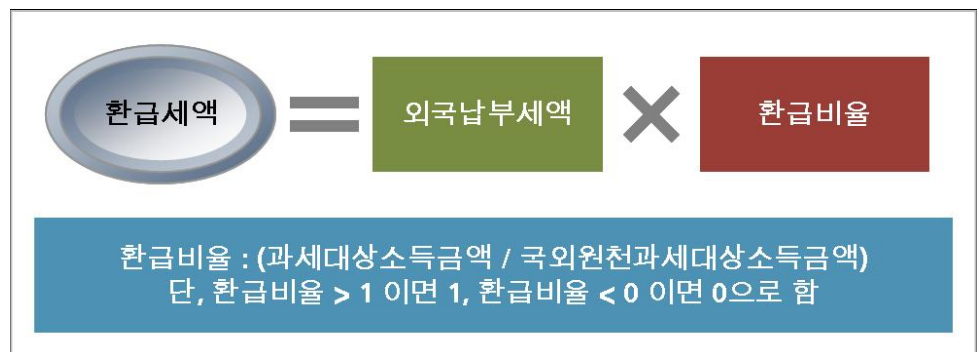 환급세액 = 외국납부세액 × 환급비율
환급비율 : (과세대상소득금액 / 국외원천과세대상소득금액)
단, 환급비율 > 1 이면 1, 환급비율 < 0 이면 0으로 함